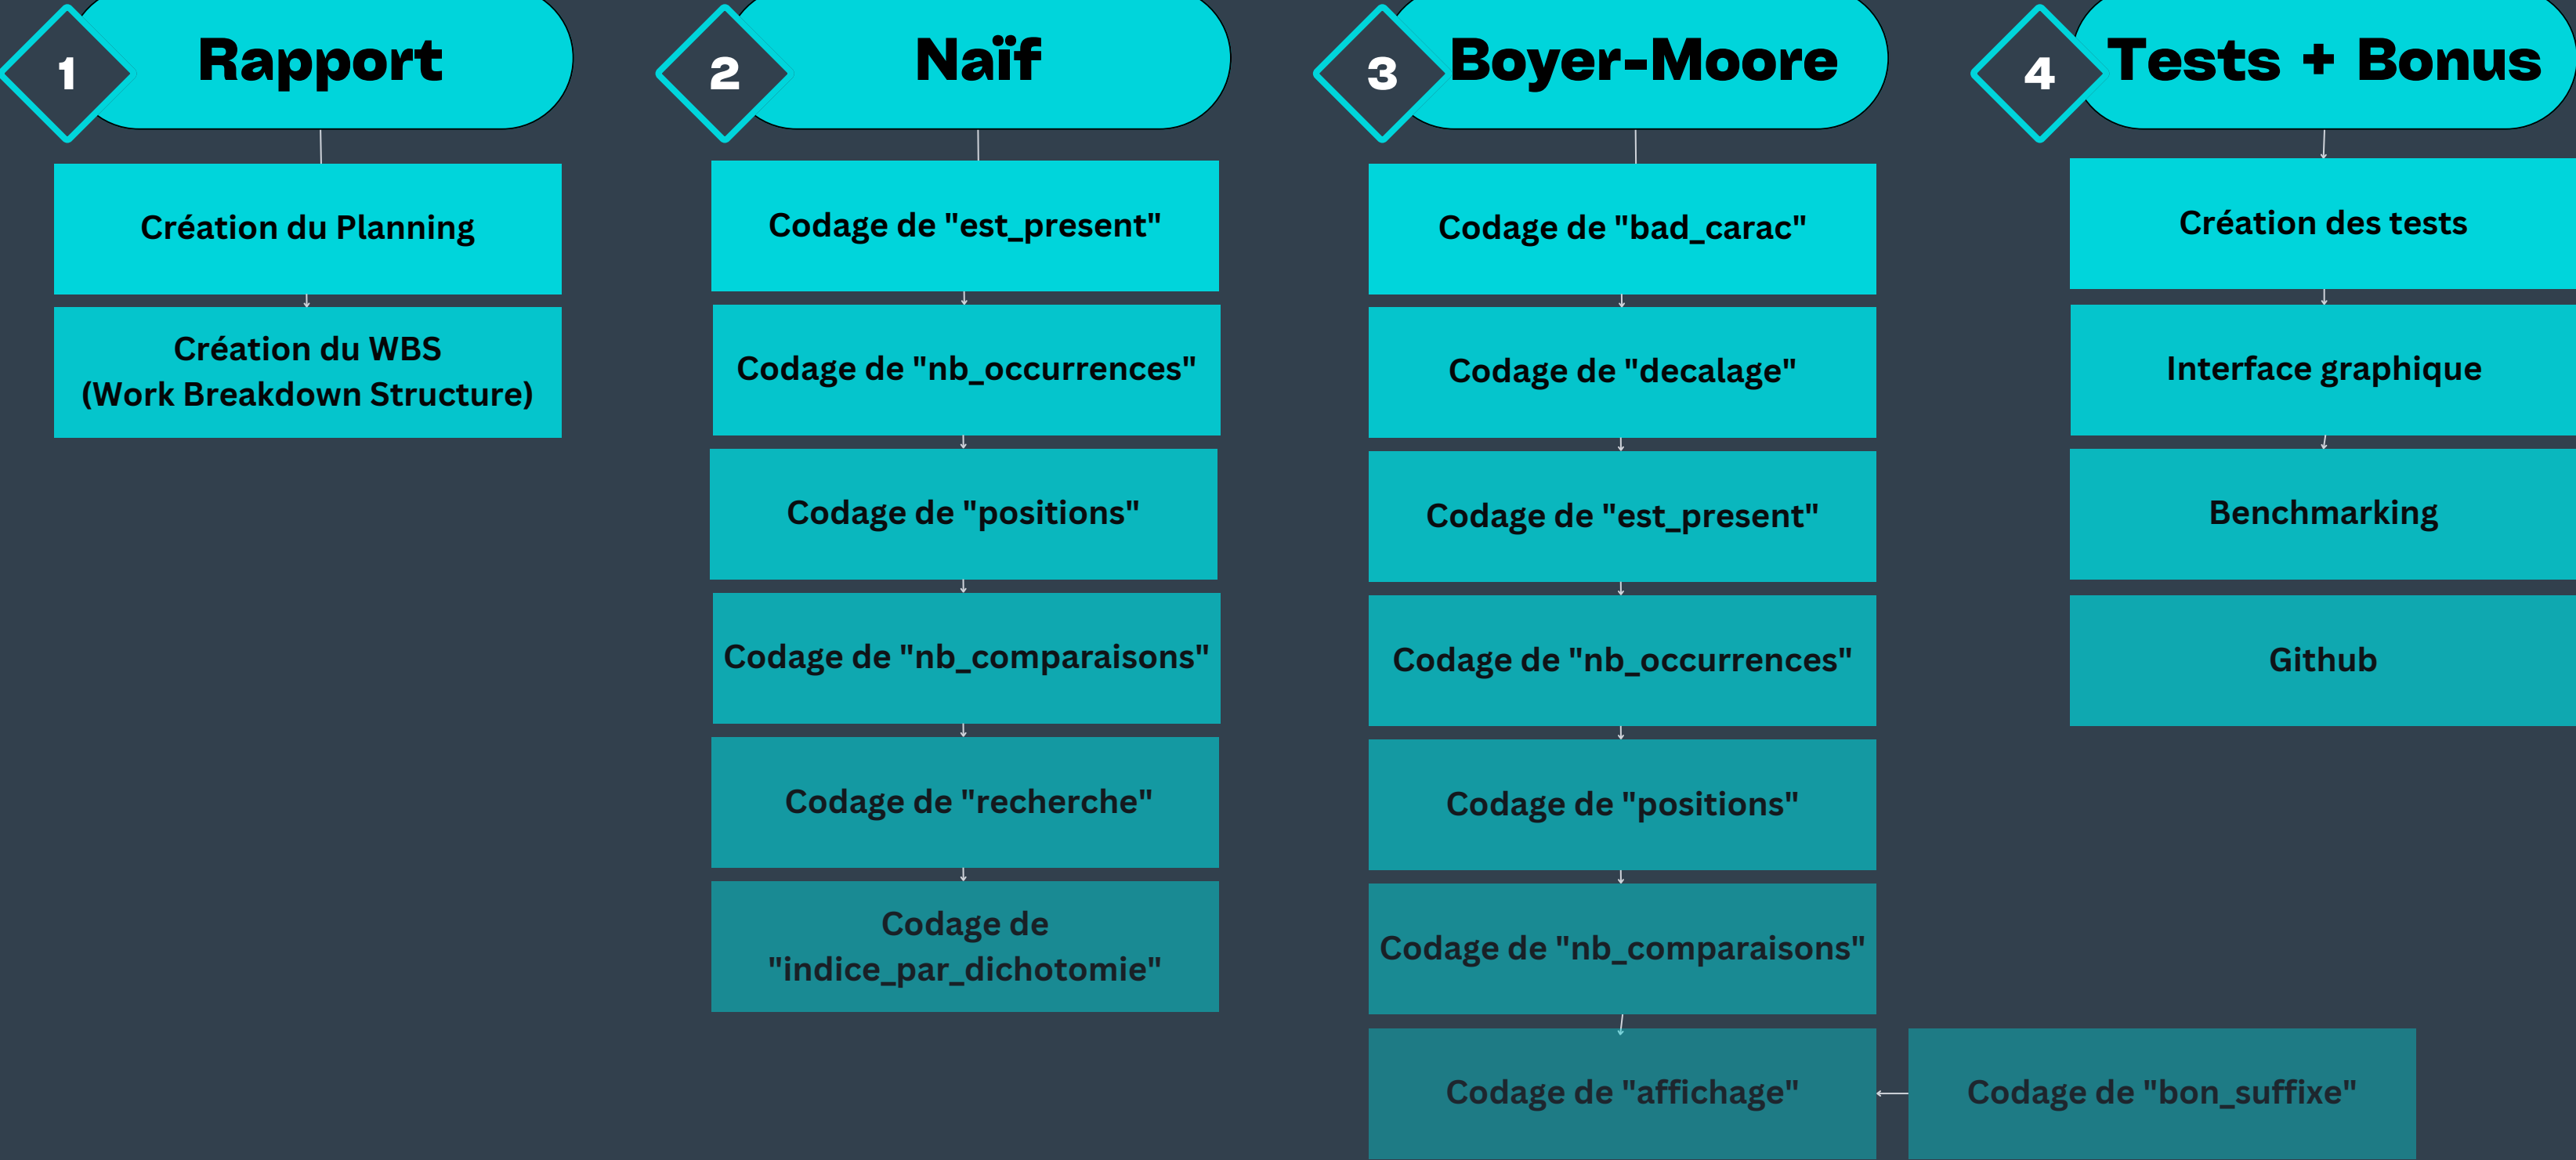 1
Rapport
Création du Planning
Création du WBS
(Work Breakdown Structure)
2
Naïf
Codage de "est_present"
Codage de "nb_occurrences"
Codage de "positions"
Codage de "nb_comparaisons"
Codage de "recherche"
Codage de
"indice_par_dichotomie"
3
Boyer-Moore
Codage de "bad_carac"
Codage de "decalage"
Codage de "est_present"
Codage de "nb_occurrences"
Codage de "positions"
Codage de "nb_comparaisons"
Codage de "affichage"
Codage de "bon_suffixe"
4
Tests + Bonus
Création des tests
Interface graphique
Benchmarking
Github